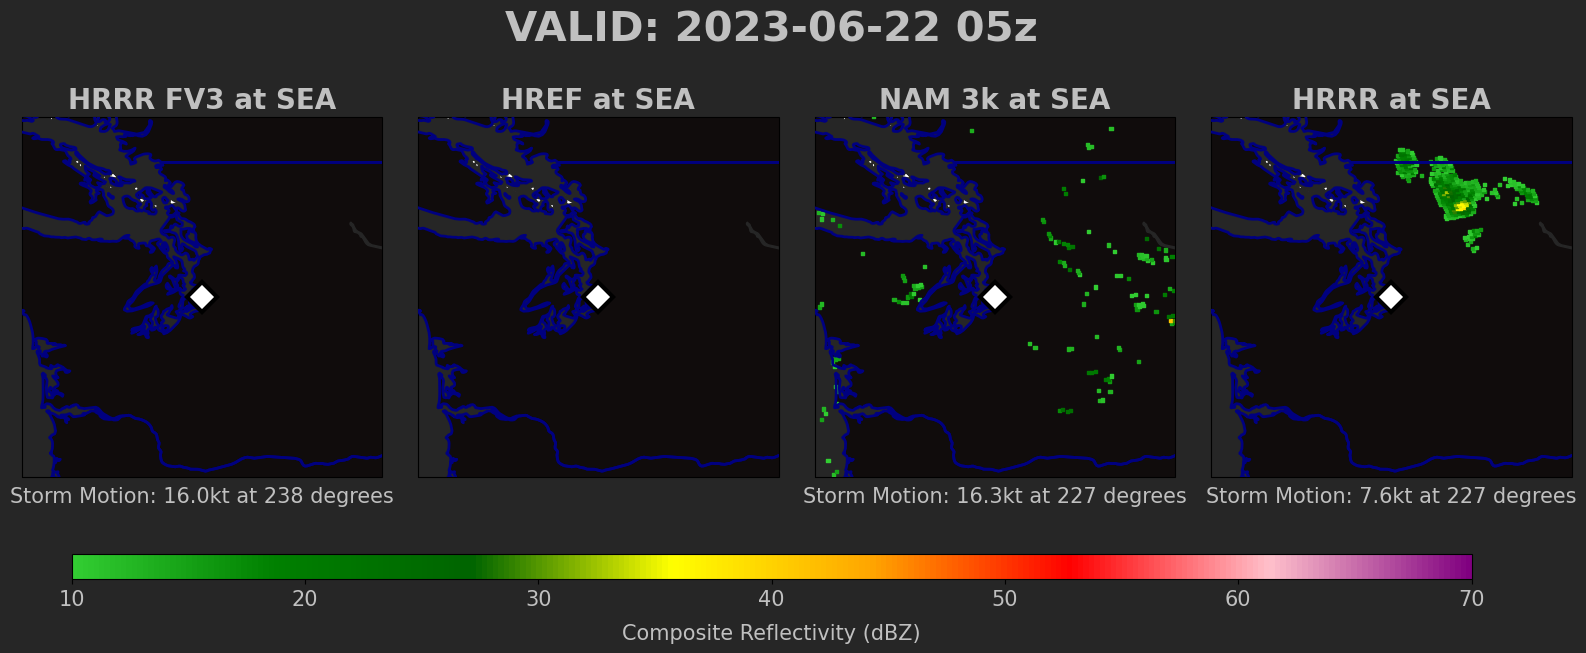 VALID: 2023-06-22 05z
HRRR FV3 at SEA
HREF at SEA
NAM 3k at SEA
HRRR at SEA
Storm Motion: 16.0kt at 238 degrees
Storm Motion: 16.3kt at 227 degrees
Storm Motion: 7.6kt at 227 degrees
10 20 30 40 50 60 70
Composite Reflectivity (dBZ)